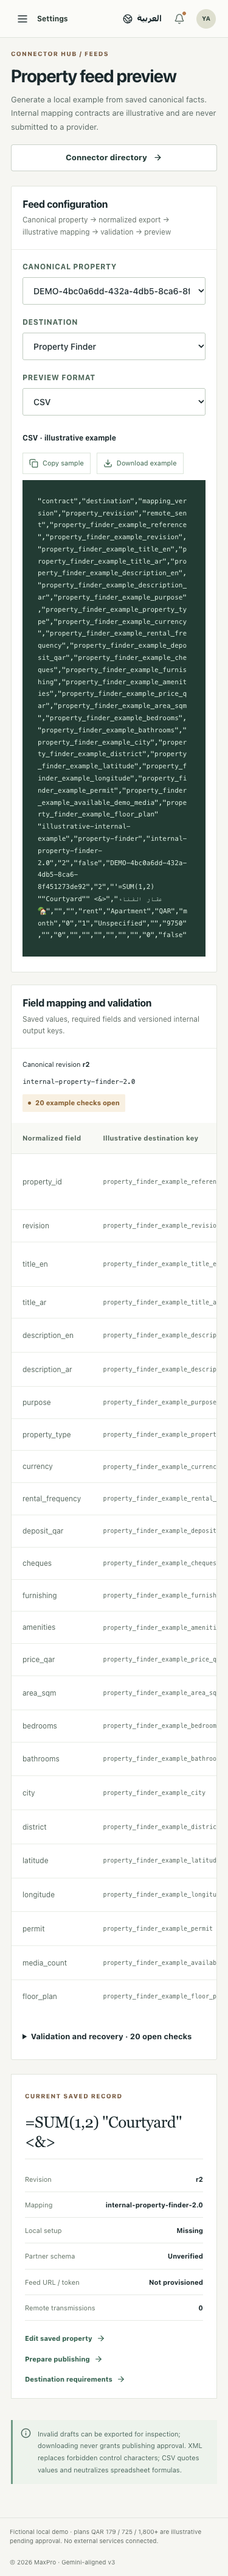 Settings
العربية
YA
CONNECTOR HUB / FEEDS
Property feed preview
Generate a local example from saved canonical facts.
Internal mapping contracts are illustrative and are never
submitted to a provider.
Connector directory →
Feed configuration
Canonical property → normalized export →
illustrative mapping → validation → preview
CANONICAL PROPERTY
DEMO-4bc0a6dd-432a-4db5-8ca6-8f
DESTINATION
Property Finder
PREVIEW FORMAT
CSV
CSV · illustrative example
Copy sample
Download example
"contract","destination","mapping_ver
sion","property_revision","remote_sen
t","property_finder_example_reference
","property_finder_example_revision",
"property_finder_example_title_en","p
roperty_finder_example_title_ar","pro
perty_finder_example_description_en",
"property_finder_example_description_
ar","property_finder_example_purpose"
,"property_finder_example_property_ty
pe","property_finder_example_currency
","property_finder_example_rental_fre
quency","property_finder_example_depo
sit_qar","property_finder_example_che
ques","property_finder_example_furnis
hing","property_finder_example_amenit
ies","property_finder_example_price_q
ar","property_finder_example_area_sqm
","property_finder_example_bedrooms",
"property_finder_example_bathrooms","
property_finder_example_city","proper
ty_finder_example_district","property
_finder_example_latitude","property_f
inder_example_longitude","property_fi
nder_example_permit","property_finder
_example_available_demo_media","prope
rty_finder_example_floor_plan"
"illustrative-internal-
example","property-finder","internal-
property-finder-
2.0","2","false","DEMO-4bc0a6dd-432a-
4db5-8ca6-
8f451273de92","2","'=SUM(1,2)
""Courtyard"" <&>","
","","","rent","Apartment","QAR","m
onth","0","1","Unspecified","","9750"
,"","0","","","","","","","0","false"
Field mapping and validation
Saved values, required fields and versioned internal
output keys.
Canonical revision r2
internal-property-finder-2.0
20 example checks open
Normalized field
Illustrative destination key
property_id
property_finder_example_referen
revision
property_finder_example_revisio
title_en
property_finder_example_title_e
title_ar
property_finder_example_title_a
description_en
property_finder_example_descrip
description_ar
property_finder_example_descrip
purpose
property_finder_example_purpose
property_type
property_finder_example_propert
currency
property_finder_example_currenc
rental_frequency
property_finder_example_rental_
deposit_qar
property_finder_example_deposit
cheques
property_finder_example_cheques
furnishing
property_finder_example_furnish
amenities
property_finder_example_ameniti
price_qar
property_finder_example_price_q
area_sqm
property_finder_example_area_sq
bedrooms
property_finder_example_bedroom
bathrooms
property_finder_example_bathroo
city
property_finder_example_city
district
property_finder_example_distric
latitude
property_finder_example_latitud
longitude
property_finder_example_longitu
permit
property_finder_example_permit
media_count
property_finder_example_availab
floor_plan
property_finder_example_floor_p
Validation and recovery · 20 open checks
CURRENT SAVED RECORD
=SUM(1,2) "Courtyard"
<&>
Revision
r2
Mapping
internal-property-finder-2.0
Local setup
Missing
Partner schema
Unverified
Feed URL / token
Not provisioned
Remote transmissions
0
Edit saved property →
Prepare publishing →
Destination requirements →
Invalid drafts can be exported for inspection;
downloading never grants publishing approval. XML
replaces forbidden control characters; CSV quotes
values and neutralizes spreadsheet formulas.
Fictional local demo · plans QAR 179 / 725 / 1,800+ are illustrative
pending approval. No external services connected.
© 2026 MaxPro · Gemini-aligned v3